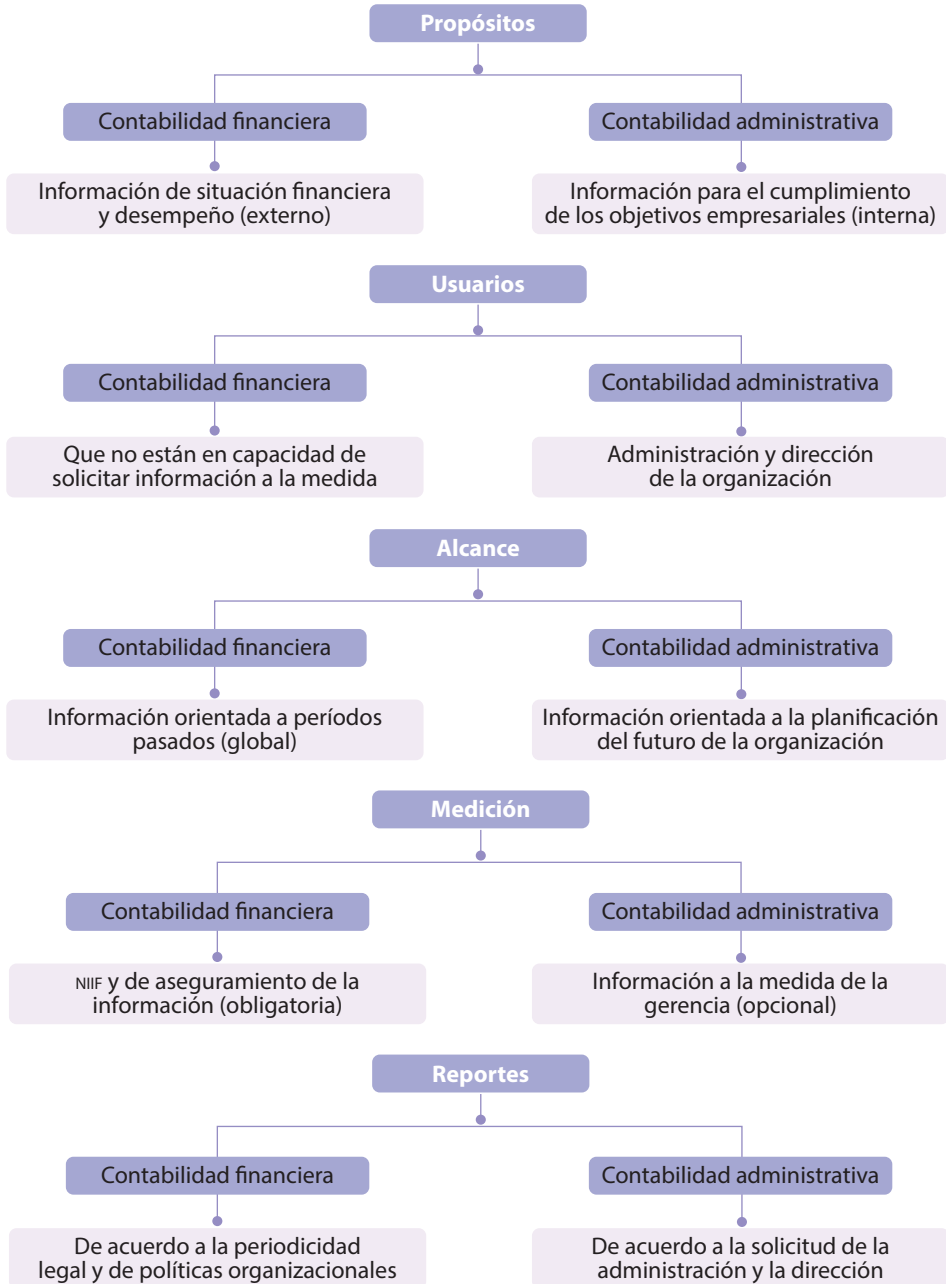 Propósitos
Contabilidad financiera
Contabilidad administrativa
Información de situación financiera
y desempeño (externo)
Información para el cumplimiento
de los objetivos empresariales (interna)
Usuarios
Contabilidad financiera
Contabilidad administrativa
Que no están en capacidad de
solicitar información a la medida
Administración y dirección
de la organización
Alcance
Contabilidad financiera
Contabilidad administrativa
Información orientada a períodos
pasados (global)
Información orientada a la planificación
del futuro de la organización
Medición
Contabilidad financiera
Contabilidad administrativa
NIIF y de aseguramiento de la
información (obligatoria)
Información a la medida de la
gerencia (opcional)
Reportes
Contabilidad financiera
Contabilidad administrativa
De acuerdo a la periodicidad
legal y de políticas organizacionales
De acuerdo a la solicitud de la
administración y la dirección